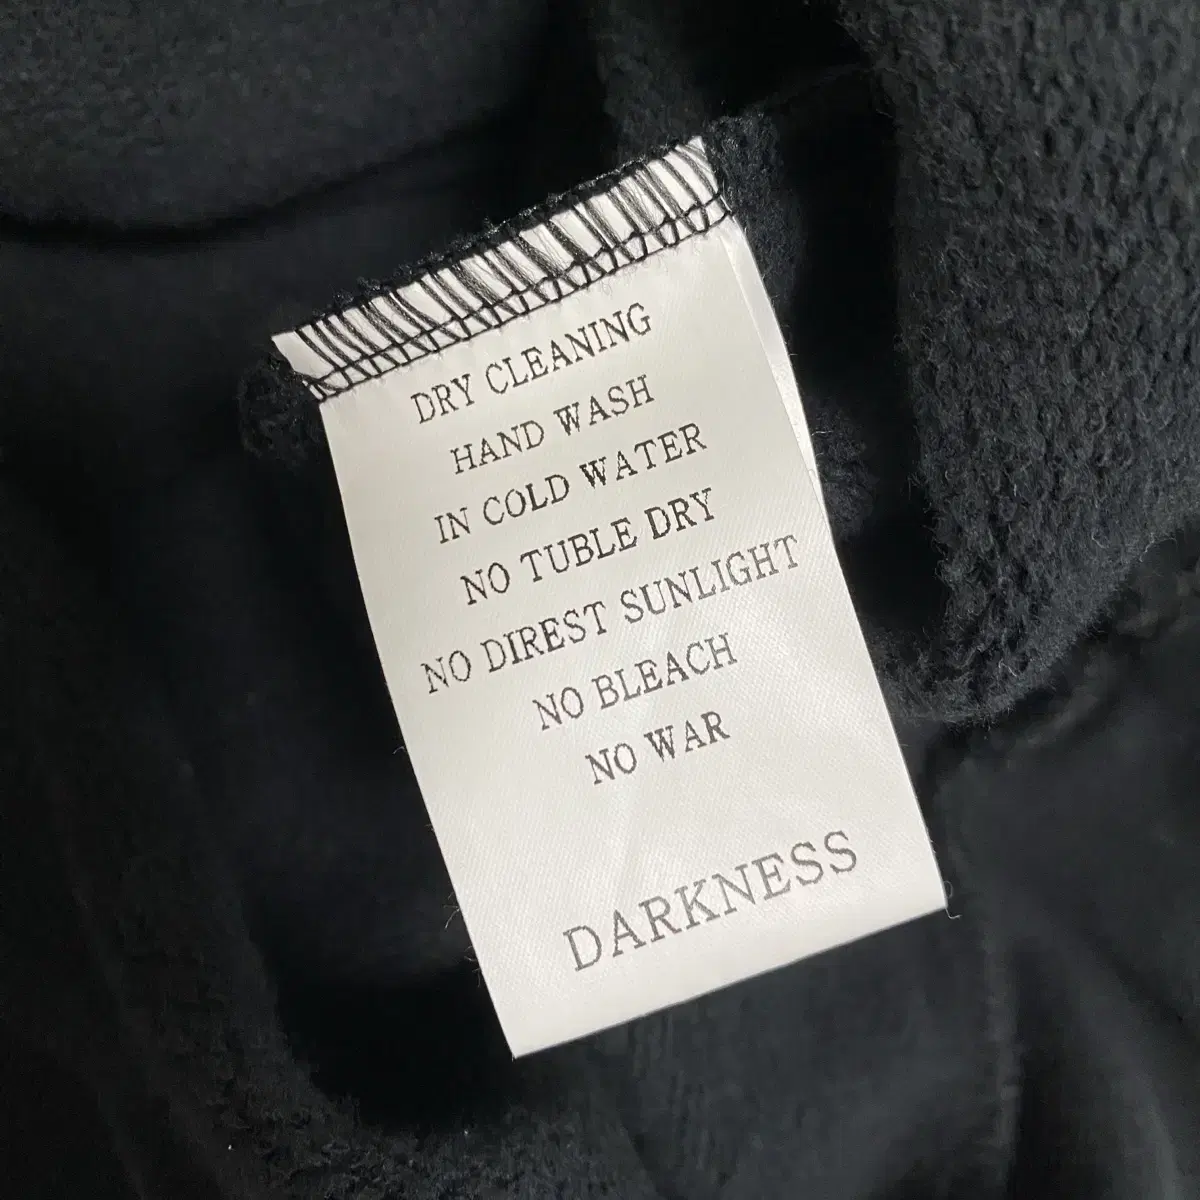 DRY CLEANING
HAND WASH
IN COLD WATER
NO TUBLE DRY
NO DIREST SUNLIGHT
NO BLEACH
NO WAR
DARKNESS